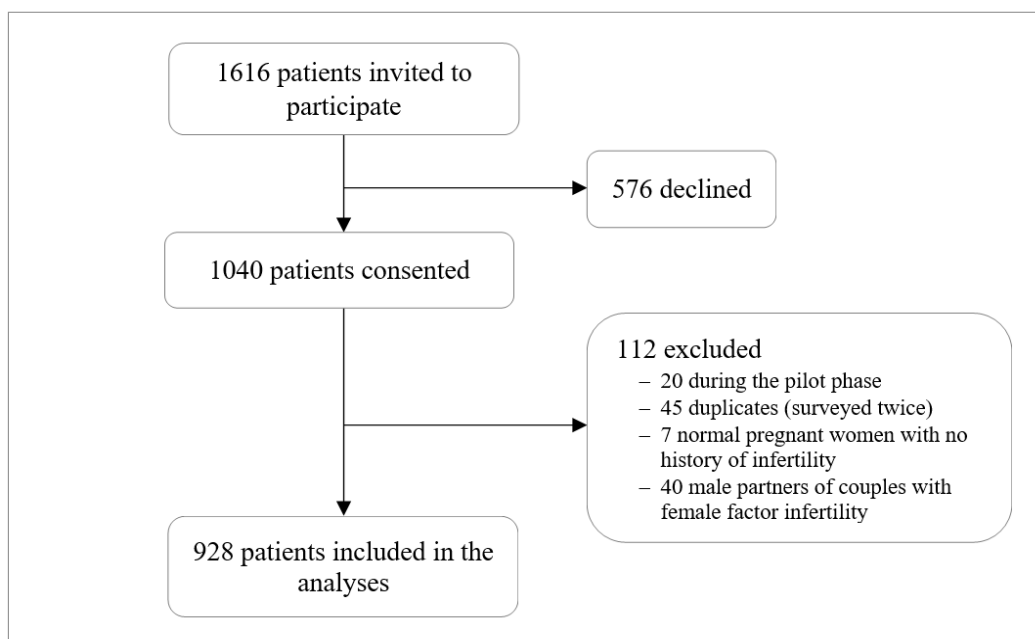 1616 patients invited to
participate
576 declined
1040 patients consented
112 excluded
– 20 during the pilot phase
– 45 duplicates (surveyed twice)
– 7 normal pregnant women with no
history of infertility
– 40 male partners of couples with
female factor infertility
928 patients included in the
analyses